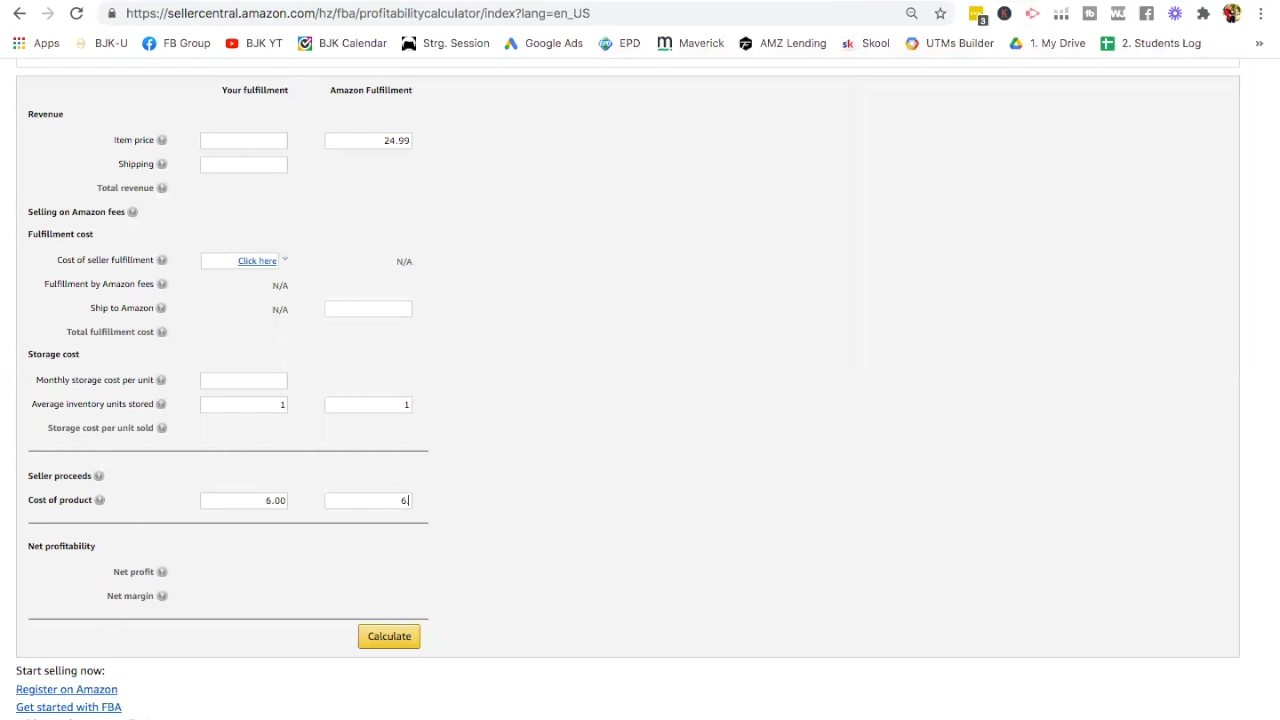 https://sellercentral.amazon.com/hz/fba/profitabilitycalculator/index?lang=en_US
3
Apps BJK-U FB Group BJK YT BJK Calendar Strg. Session Google Ads EPD Maverick AMZ Lending sk Skool UTMs Builder 1. My Drive 2. Students Log »
Your fulfillment Amazon Fulfillment
Revenue
Item price 24.99
Shipping
Total revenue
Selling on Amazon fees
Fulfillment cost
Cost of seller fulfillment Click here N/A
Fulfillment by Amazon fees N/A
Ship to Amazon N/A
Total fulfillment cost
Storage cost
Monthly storage cost per unit
Average inventory units stored 1 1
Storage cost per unit sold
Seller proceeds
Cost of product 6.00 6.
Net profitability
Net profit
Net margin
Calculate
Start selling now:
Register on Amazon
Get started with FBA